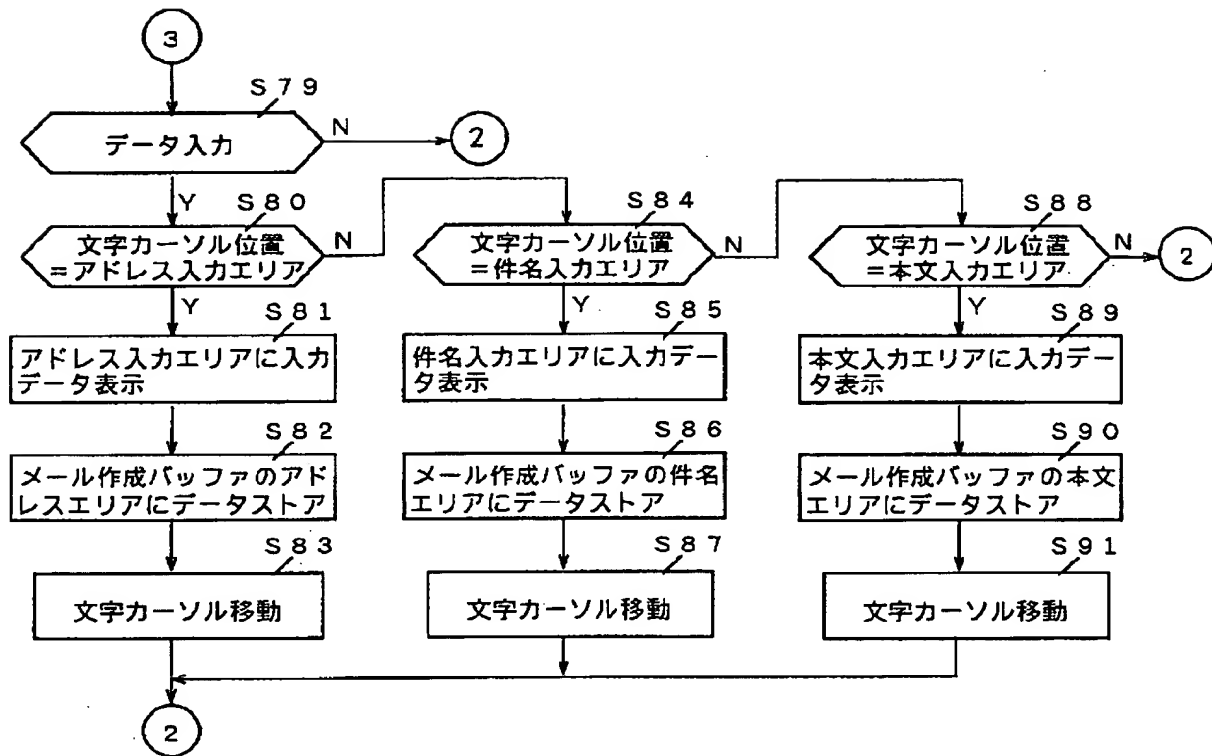 3
S79
データ入力
N
2
Y
S80
文字カーソル位置
=アドレス入力エリア
N
Y
S81
アドレス入力エリアに入力
データ表示
S82
メール作成バッファのアド
レスエリアにデータストア
S83
文字カーソル移動
2
S84
文字カーソル位置
=件名入力エリア
N
Y
S85
件名入力エリアに入力デー
タ表示
S86
メール作成バッファの件名
エリアにデータストア
S87
文字カーソル移動
S88
文字カーソル位置
=本文入力エリア
N
2
Y
S89
本文入力エリアに入力デー
タ表示
S90
メール作成バッファの本文
エリアにデータストア
S91
文字カーソル移動